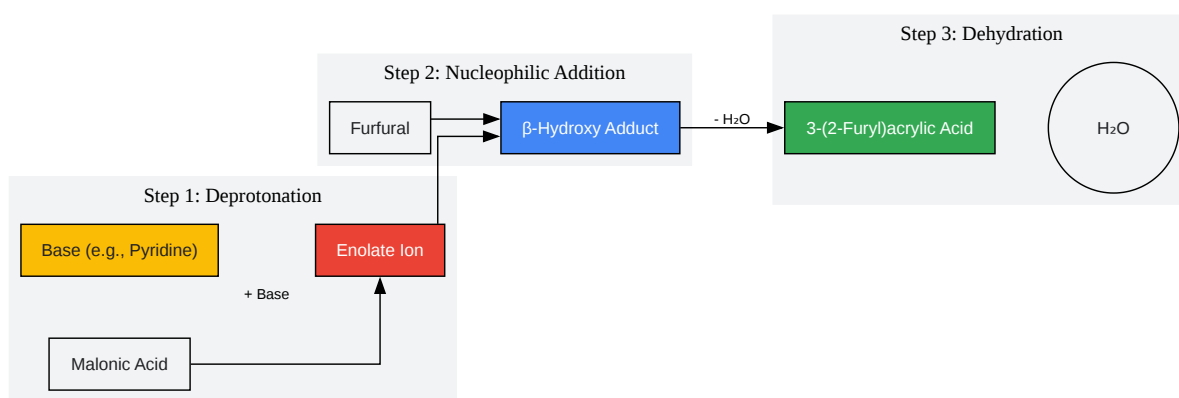 Step 3: Dehydration
Step 2: Nucleophilic Addition
Furfural
β-Hydroxy Adduct
- H₂O
3-(2-Furyl)acrylic Acid
H₂O
Step 1: Deprotonation
Base (e.g., Pyridine)
Enolate Ion
+ Base
Malonic Acid